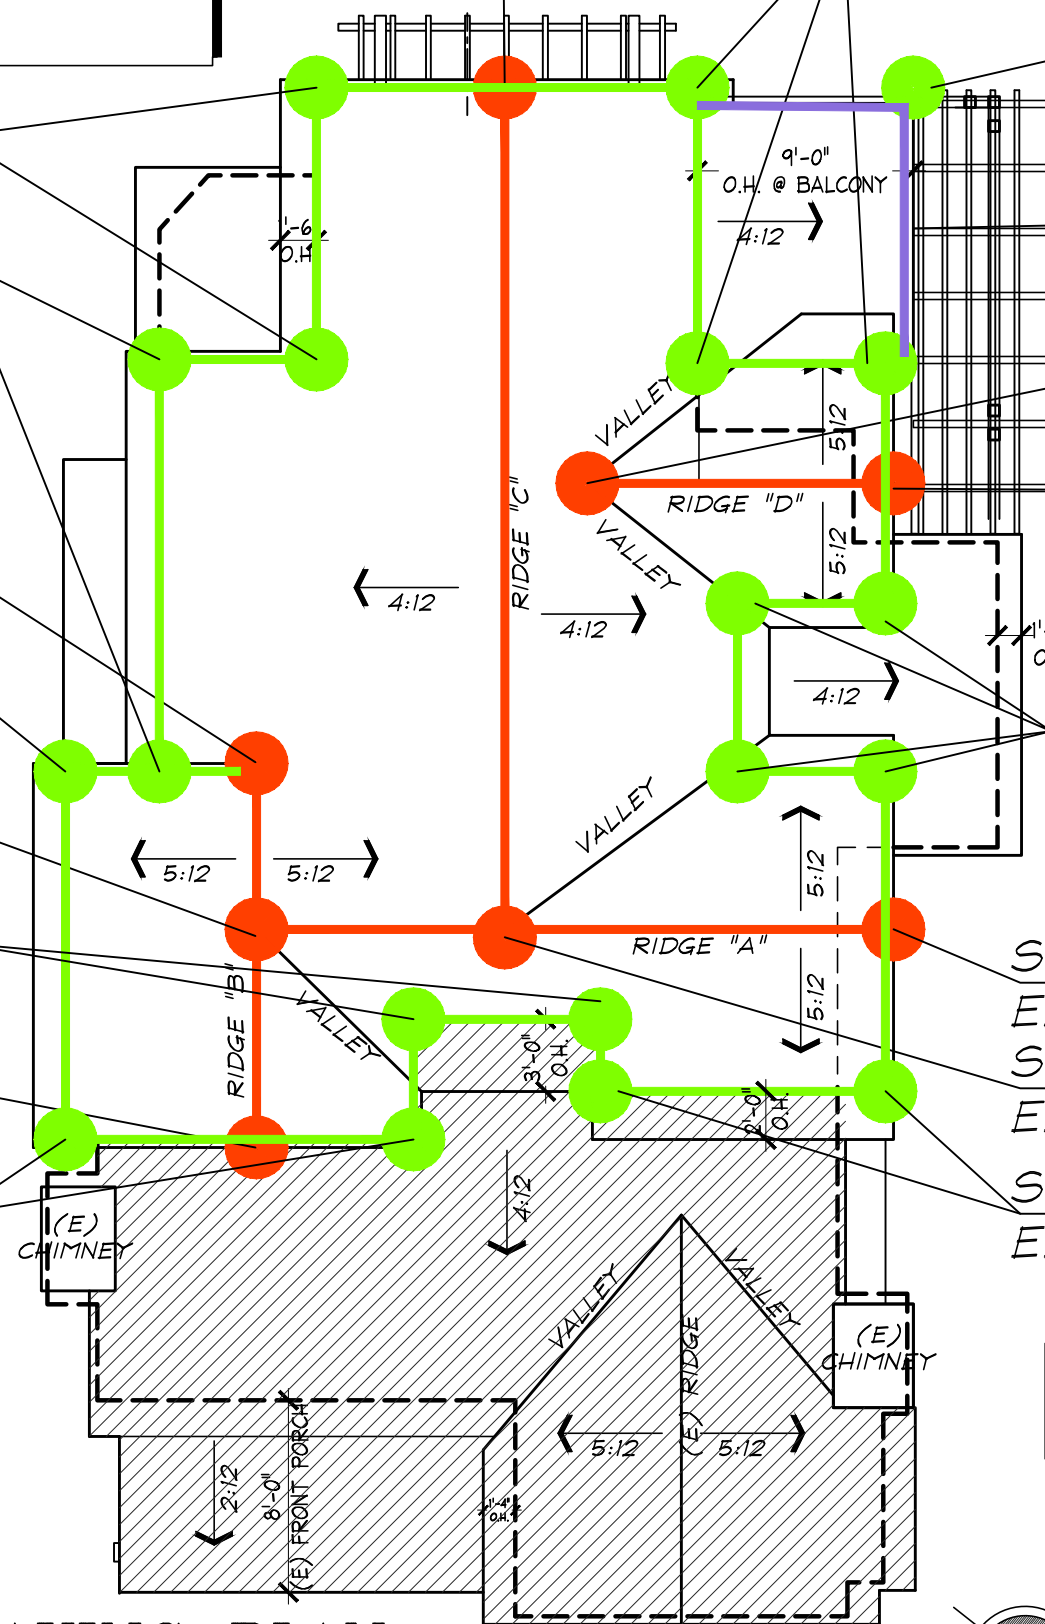 9'-0"
O.H. @ BALCONY
4:12
'-6
O.H
VALLEY
5:12
RIDGE "D"
RIDGE "C"
VALLEY
5:12
4:12
4:12
4:12
VALLEY
5:12
5:12
5:12
RIDGE "A"
RIDGE "B"
VALLEY
5:12
3'-0"
O.H.
2'-0"
O.H.
S
E
S
E
S
E
4:12
(E)
CHIMNEY
VALLEY
VALLEY
(E) RIDGE
(E)
CHIMNEY
5:12
5:12
2:12
8'-0"
(E) FRONT PORCH
1'-4"
O.H.